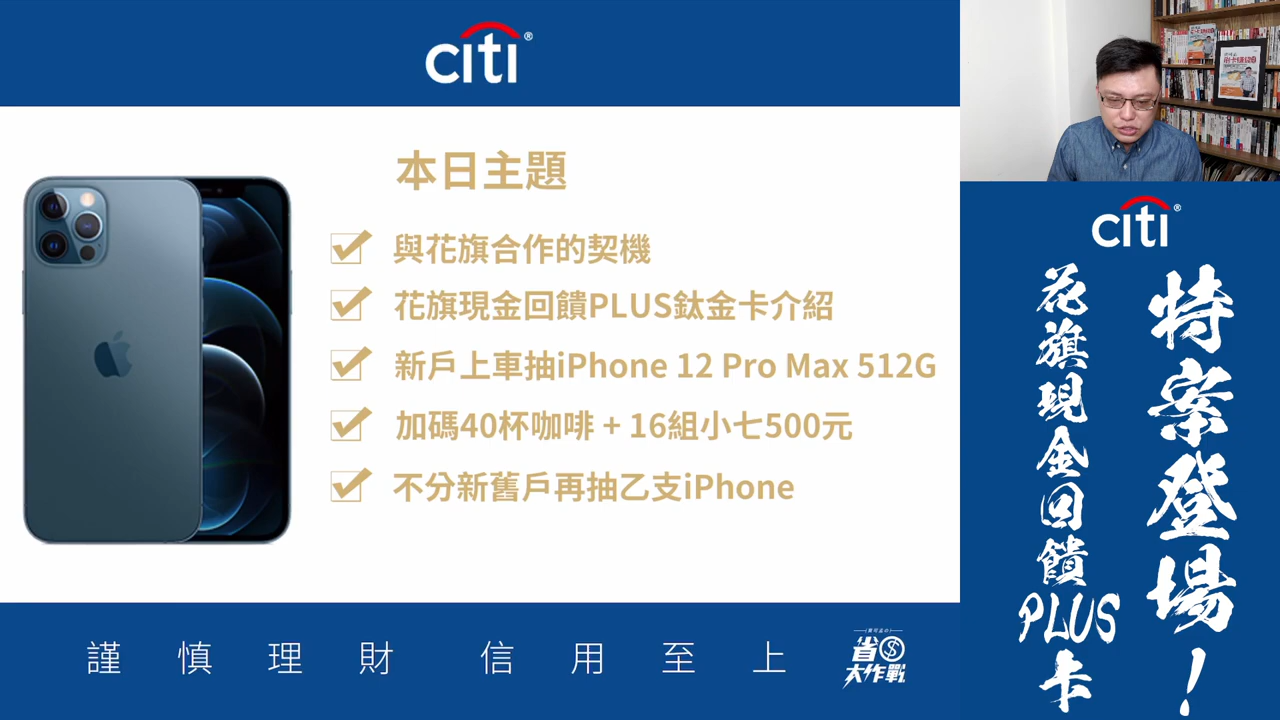 citi®
本日主題
與花旗合作的契機
花旗現金回饋PLUS鈦金卡介紹
新戶上車抽iPhone 12 Pro Max 512G
加碼40杯咖啡 + 16組小七500元
不分新舊戶再抽乙支iPhone
謹慎理財 信用至上
省$
大作戰
citi®
特案登場！
花旗現金回饋PLUS卡